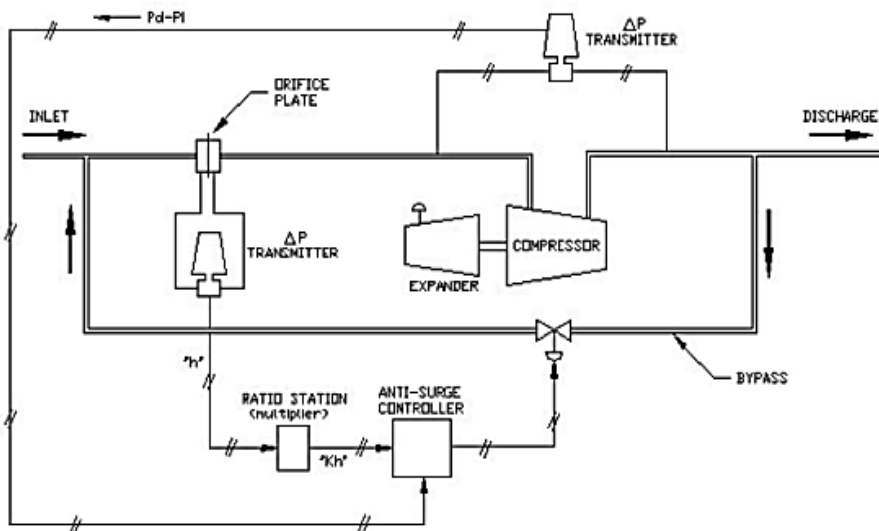 Pd-P1
ΔP
TRANSMITTER
ORIFICE
PLATE
INLET
DISCHARGE
ΔP
TRANSMITTER
COMPRESSOR
EXPANDER
"h"
BYPASS
RATIO STATION
(multiplier)
ANTI-SURGE
CONTROLLER
"Kh"